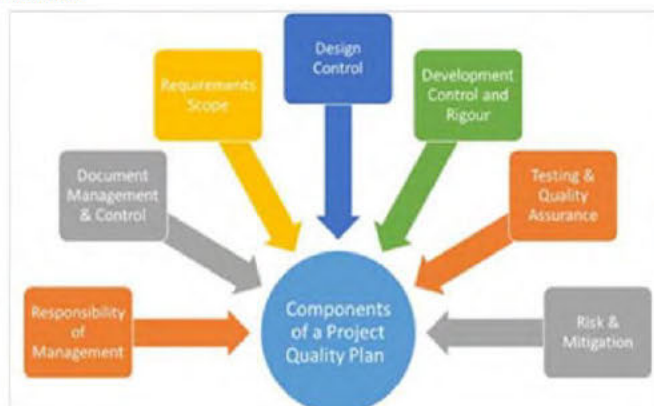 Design
Control
Requirements
Scope
Development
Control and
Rigour
Document
Management
& Control
Testing &
Quality
Assurance
Responsibility
of
Management
Components
of a Project
Quality Plan
Risk &
Mitigation